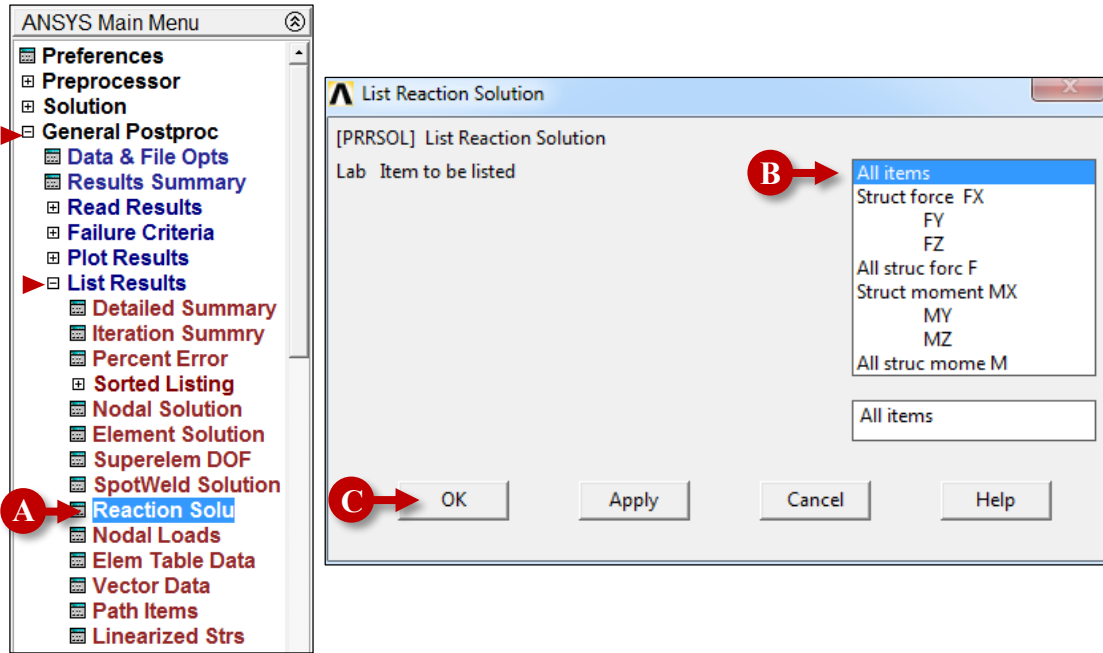 ANSYS Main Menu
Preferences
Preprocessor
Solution
General Postproc
Data & File Opts
Results Summary
Read Results
Failure Criteria
Plot Results
List Results
Detailed Summary
Iteration Summry
Percent Error
Sorted Listing
Nodal Solution
Element Solution
Superelem DOF
SpotWeld Solution
A
Reaction Solu
Nodal Loads
Elem Table Data
Vector Data
Path Items
Linearized Strs
List Reaction Solution
[PRRSOL] List Reaction Solution
Lab Item to be listed
B
All items
Struct force FX
FY
FZ
All struc forc F
Struct moment MX
MY
MZ
All struc mome M
All items
C
OK
Apply
Cancel
Help